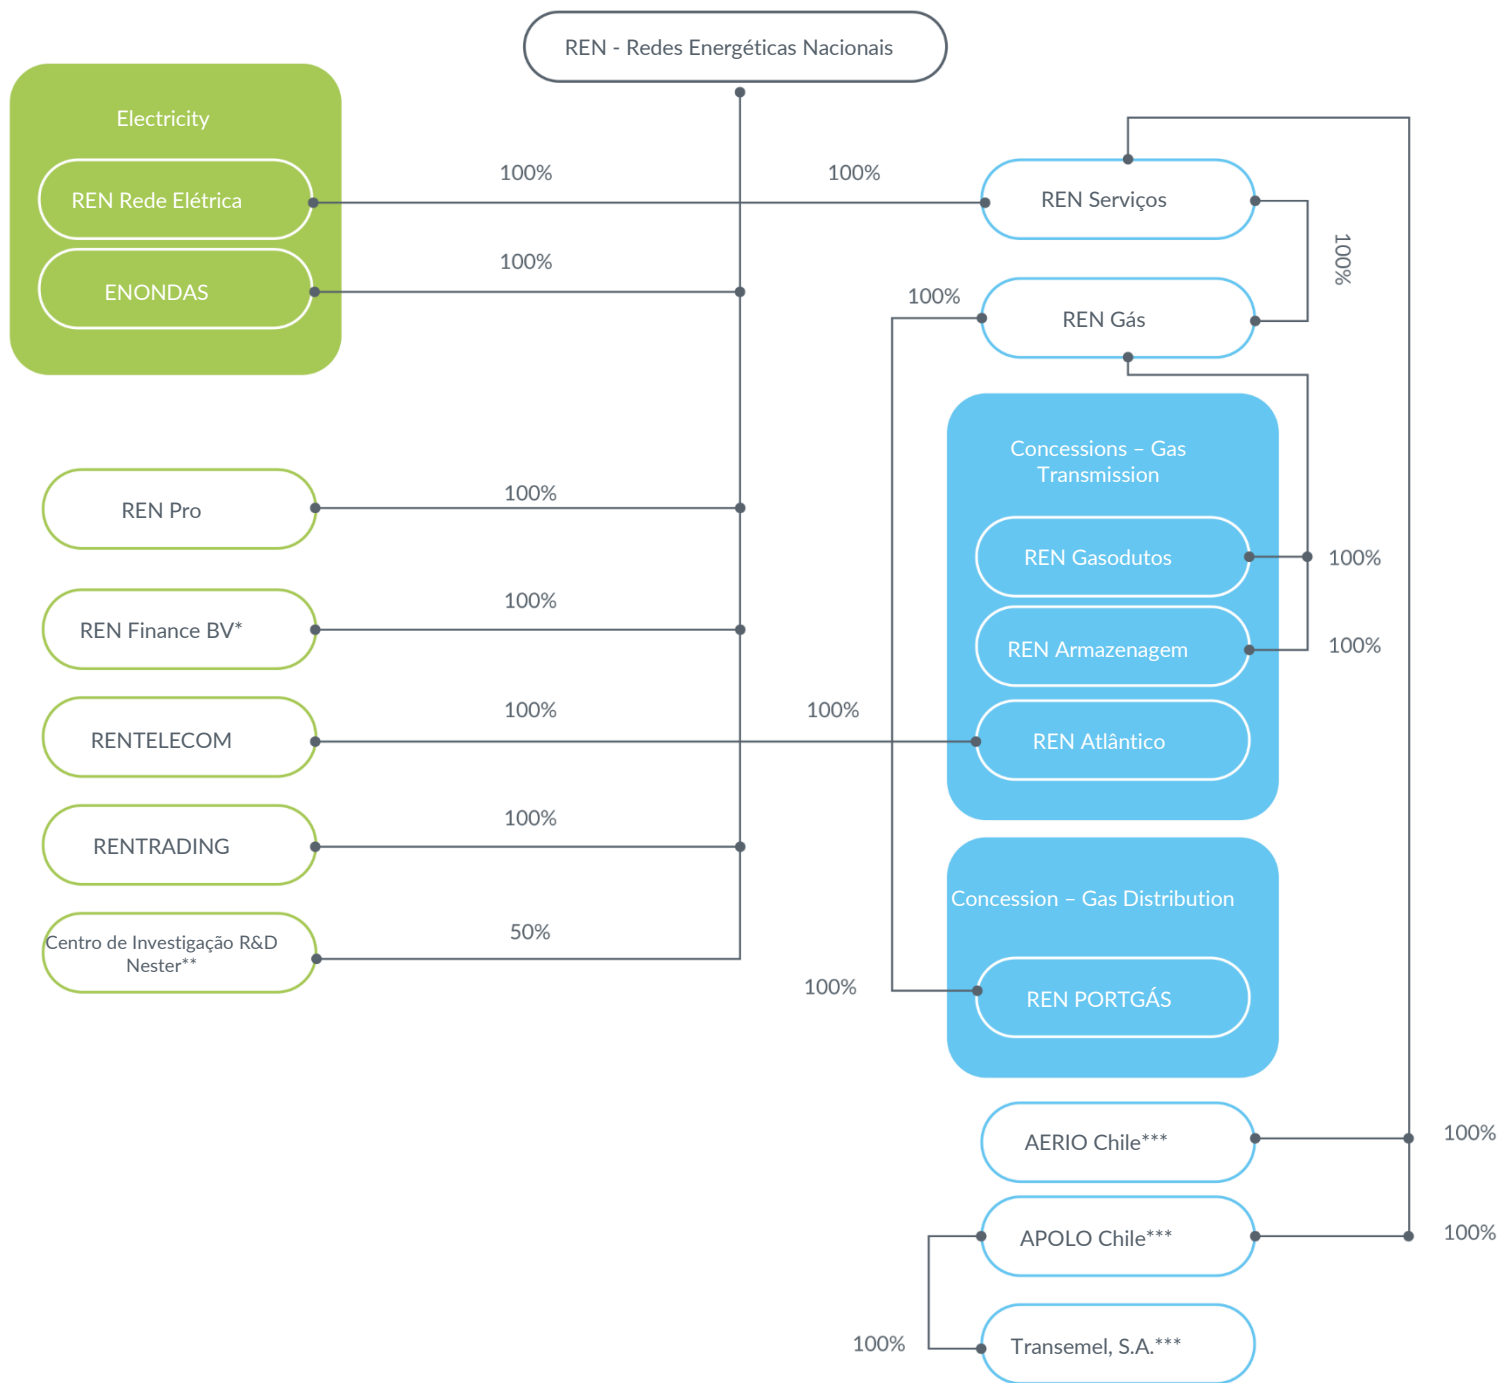 REN - Redes Energéticas Nacionais
Electricity
REN Rede Elétrica
100%
100%
REN Serviços
100%
ENONDAS
100%
100%
REN Gás
Concessions – Gas
Transmission
REN Pro
100%
REN Gasodutos
100%
REN Finance BV*
100%
REN Armazenagem
100%
RENTELECOM
100%
100%
REN Atlântico
RENTRADING
100%
Concession – Gas Distribution
Centro de Investigação R&D
Nester**
50%
100%
REN PORTGÁS
AERIO Chile***
100%
APOLO Chile***
100%
100%
Transemel, S.A.***